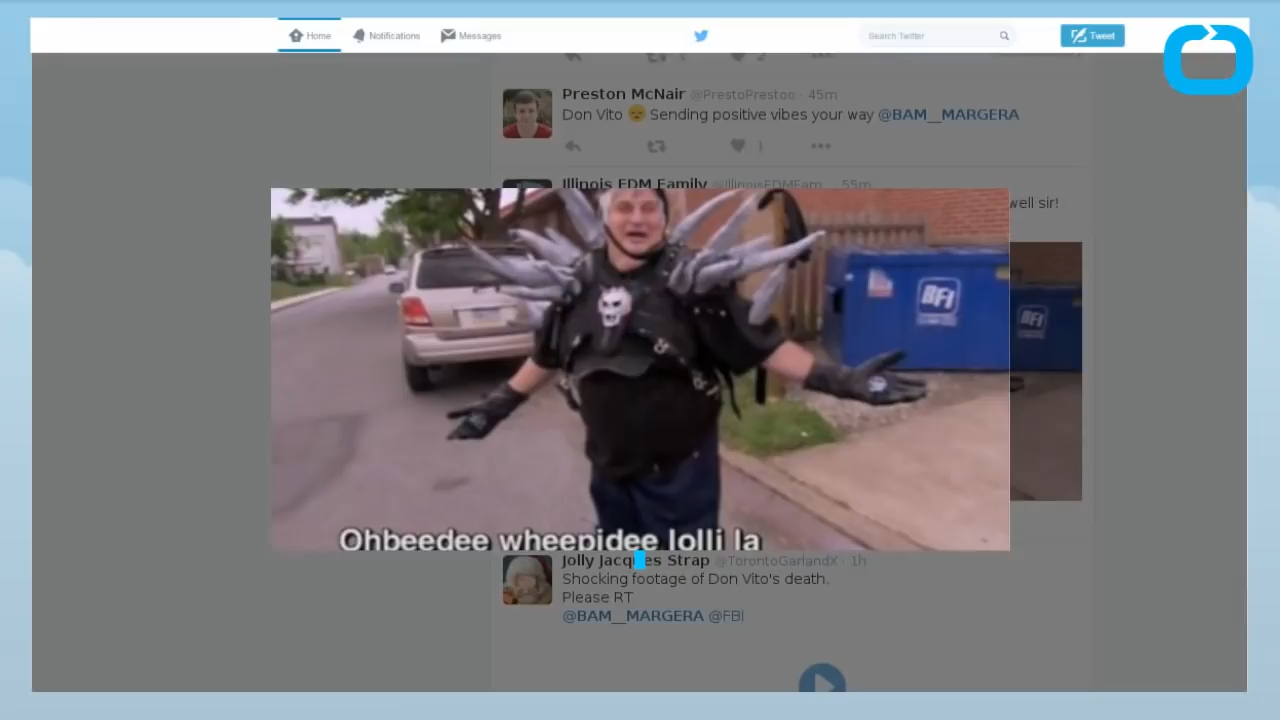 Home
Notifications
Messages
Search Twitter
Tweet
Preston McNair @PrestoPrestoo · 45m
Don Vito 😞 Sending positive vibes your way @BAM__MARGERA
1
Illinois EDM Family @IllinoisEDMFam 55m
well sir!
BFI
BFI
Ohbeedee wheepidee lolli la
Jolly Jacques Strap @TorontoGarlandX · 1h
Shocking footage of Don Vito's death.
Please RT
@BAM__MARGERA @FBI